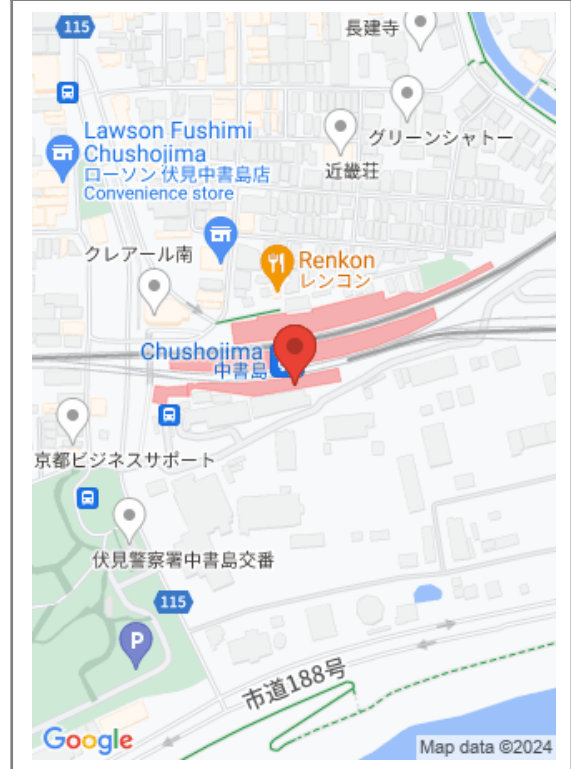 115
長建寺
Lawson Fushimi
Chushojima
ローソン 伏見中書島店
Convenience store
グリーンシャトー
近畿荘
クレアール南
Renkon
レンコン
Chushojima
中書島
京都ビジネスサポート
伏見警察署中書島交番
115
P
市道188号
Google
Map data ©2024